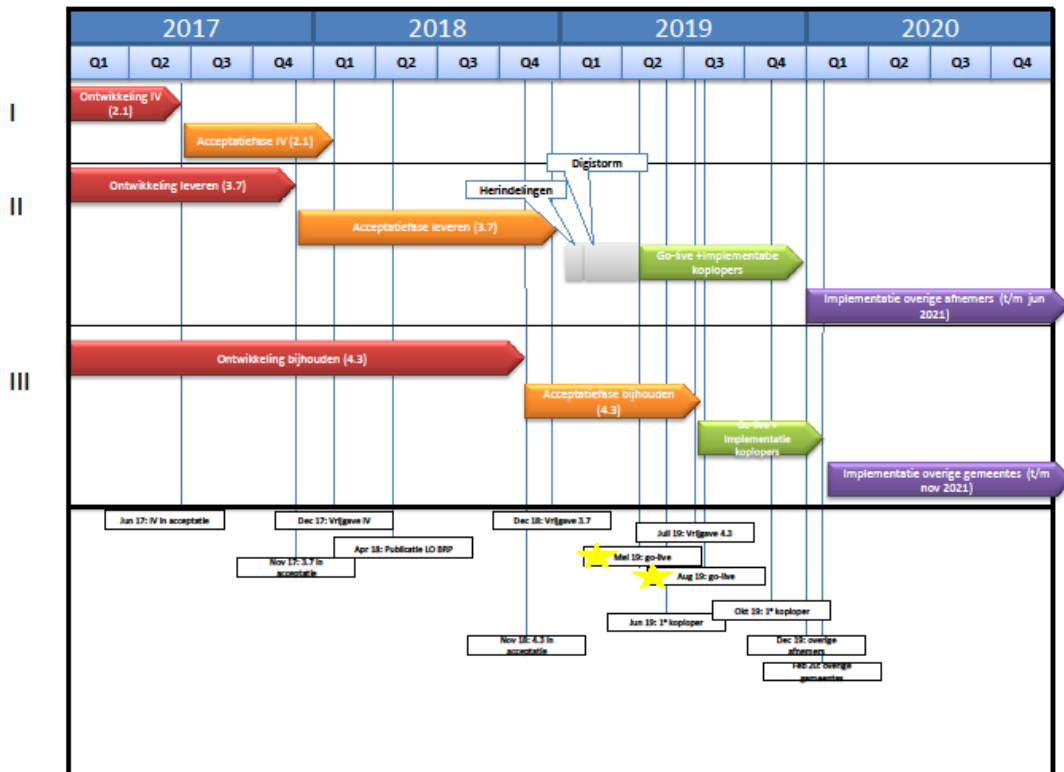 2017 2018 2019 2020
Q1 Q2 Q3 Q4 Q1 Q2 Q3 Q4 Q1 Q2 Q3 Q4 Q1 Q2 Q3 Q4
I
Ontwikkeling IV
(2.1)
Acceptatiefase IV (2.1)
Digistorm
II
Ontwikkeling leveren (3.7)
Herindelingen
Acceptatiefase leveren (3.7)
Go-live +Implementatie
koplopers
Implementatie overige afnemers (t/m jun
2021)
III
Ontwikkeling bijhouden (4.3)
Acceptatiefase bijhouden
(4.3)
Go-live +
Implementatie
koplopers
Implementatie overige gemeentes (t/m
nov 2021)
Jun 17: IV in acceptatie
Dec 17: Vrijgave IV
Dec 18: Vrijgave 3.7
Juli 19: Vrijgave 4.3
Apr 18: Publicatie LO BRP
Nov 17: 3.7 in
acceptatie
Mei 19: go-live
Aug 19: go-live
Okt 19: 1e koploper
Jun 19: 1e koploper
Nov 18: 4.3 in
acceptatie
Dec 19: overige
afnemers
Feb 20: overige
gemeentes